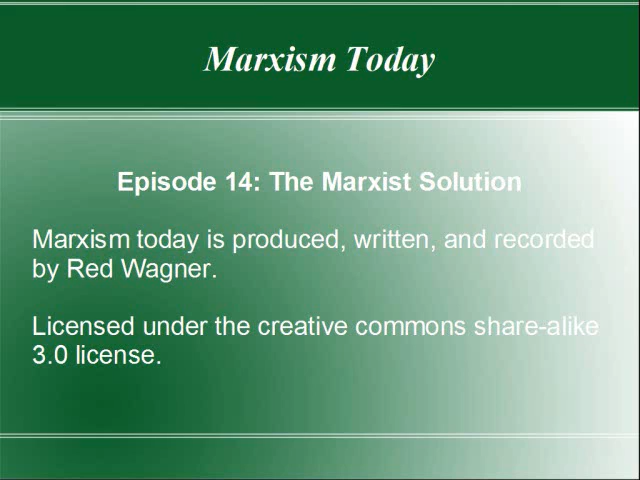 Marxism Today
Episode 14: The Marxist Solution
Marxism today is produced, written, and recorded
by Red Wagner.
Licensed under the creative commons share-alike
3.0 license.